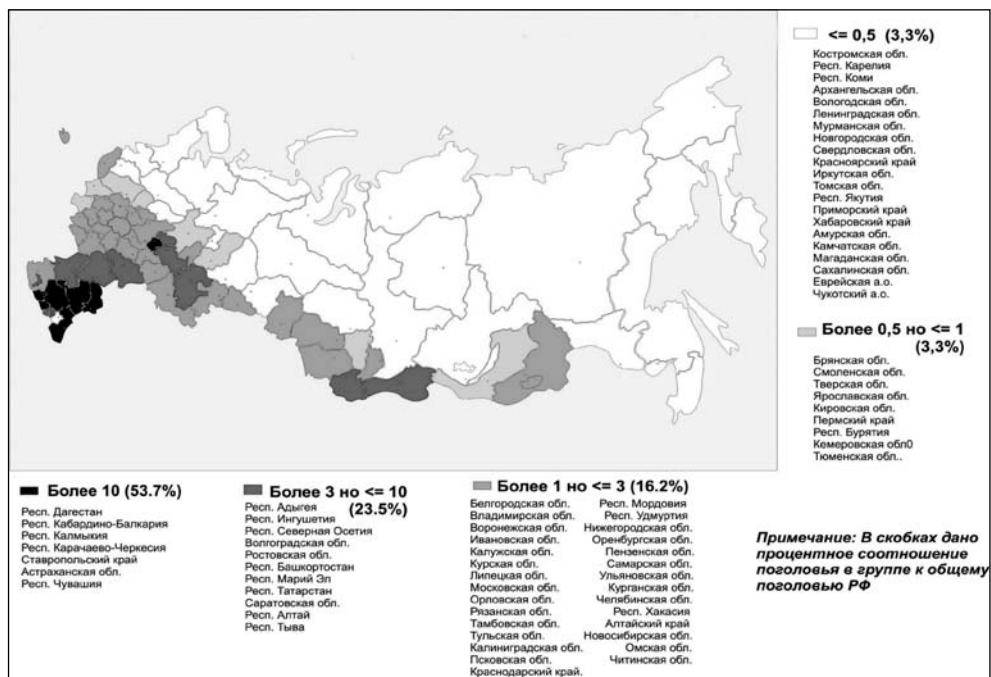 <= 0,5 (3,3%)
Костромская обл.
Респ. Карелия
Респ. Коми
Архангельская обл.
Вологодская обл.
Ленинградская обл.
Мурманская обл.
Новгородская обл.
Свердловская обл.
Красноярский край
Иркутская обл.
Томская обл.
Респ. Якутия
Приморский край
Хабаровский край
Амурская обл.
Камчатская обл.
Магаданская обл.
Сахалинская обл.
Еврейская а.о.
Чукотский а.о.
Более 0,5 но <= 1
(3,3%)
Брянская обл.
Смоленская обл.
Тверская обл.
Ярославская обл.
Кировская обл.
Пермский край
Респ. Бурятия
Кемеровская обл0
Тюменская обл..
Более 10 (53.7%)
Респ. Дагестан
Респ. Кабардино-Балкария
Респ. Калмыкия
Респ. Карачаево-Черкесия
Ставропольский край
Астраханская обл.
Респ. Чувашия
Более 3 но <= 10
(23.5%)
Респ. Адыгея
Респ. Ингушетия
Респ. Северная Осетия
Волгоградская обл.
Ростовская обл.
Респ. Башкортостан
Респ. Марий Эл
Респ. Татарстан
Саратовская обл.
Респ. Алтай
Респ. Тыва
Более 1 но <= 3 (16.2%)
Белгородская обл.
Владимирская обл.
Воронежская обл.
Ивановская обл.
Калужская обл.
Курская обл.
Липецкая обл.
Московская обл.
Орловская обл.
Рязанская обл.
Тамбовская обл.
Тульская обл.
Калининградская обл.
Псковская обл.
Краснодарский край.
Респ. Мордовия
Респ. Удмуртия
Нижегородская обл.
Оренбургская обл.
Пензенская обл.
Самарская обл.
Ульяновская обл.
Курганская обл.
Челябинская обл.
Респ. Хакасия
Алтайский край
Новосибирская обл.
Омская обл.
Читинская обл.
Примечание: В скобках дано
процентное соотношение
поголовья в группе к общему
поголовью РФ